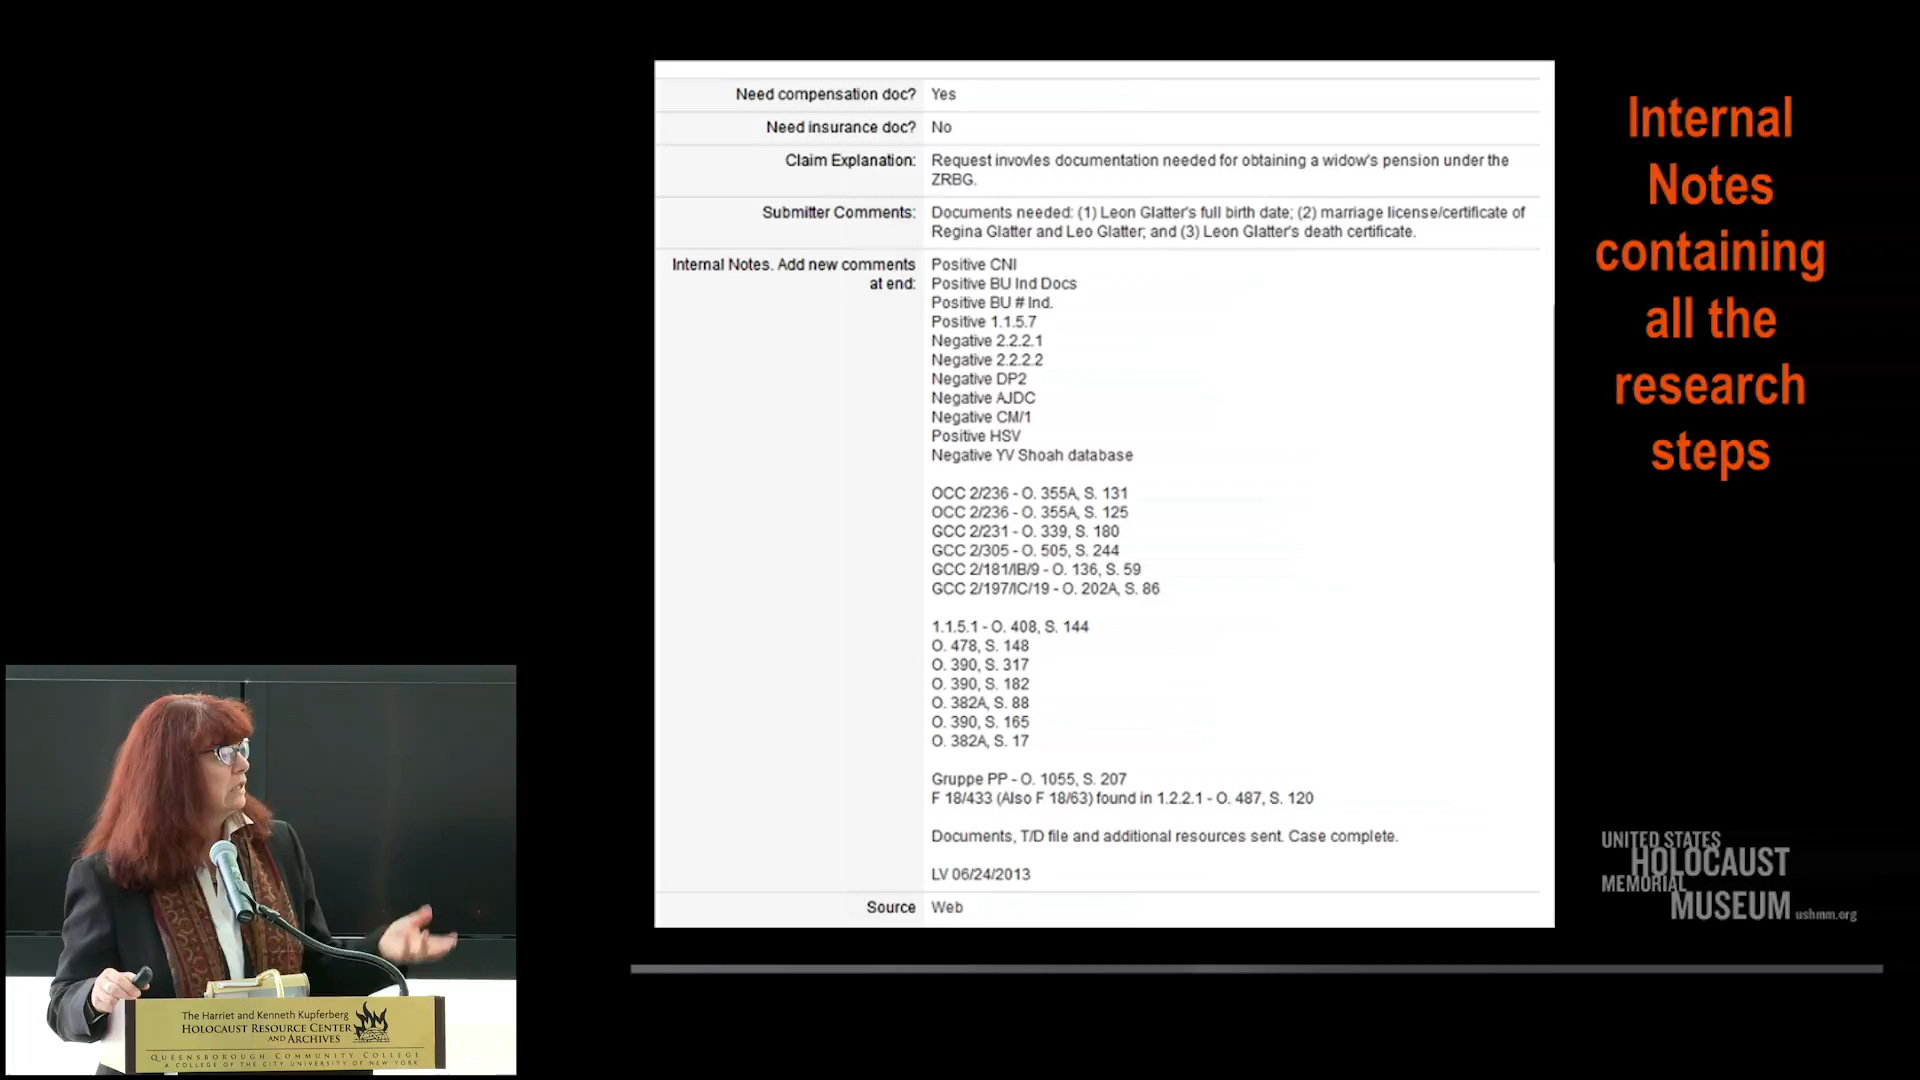 Need compensation doc? Yes
Need insurance doc? No
Claim Explanation: Request invovles documentation needed for obtaining a widow's pension under the
ZRBG.
Submitter Comments: Documents needed: (1) Leon Glatter's full birth date; (2) marriage license/certificate of
Regina Glatter and Leo Glatter; and (3) Leon Glatter's death certificate.
Internal Notes. Add new comments
at end:
Positive CNI
Positive BU Ind Docs
Positive BU # Ind.
Positive 1.1.5.7
Negative 2.2.2.1
Negative 2.2.2.2
Negative DP2
Negative AJDC
Negative CM/1
Positive HSV
Negative YV Shoah database
OCC 2/236 - O. 355A, S. 131
OCC 2/236 - O. 355A, S. 125
GCC 2/231 - O. 339, S. 180
GCC 2/305 - O. 505, S. 244
GCC 2/181/IB/9 - O. 136, S. 59
GCC 2/197/IC/19 - O. 202A, S. 86
1.1.5.1 - O. 408, S. 144
O. 478, S. 148
O. 390, S. 317
O. 390, S. 182
O. 382A, S. 88
O. 390, S. 165
O. 382A, S. 17
Gruppe PP - O. 1055, S. 207
F 18/433 (Also F 18/63) found in 1.2.2.1 - O. 487, S. 120
Documents, T/D file and additional resources sent. Case complete.
LV 06/24/2013
Source Web
Internal
Notes
containing
all the
research
steps
UNITED STATES
HOLOCAUST
MEMORIAL
MUSEUM ushmm.org
The Harriet and Kenneth Kupferberg
HOLOCAUST RESOURCE CENTER
AND ARCHIVES
QUEENSBOROUGH COMMUNITY COLLEGE
A COLLEGE OF THE CITY UNIVERSITY OF NEW YORK